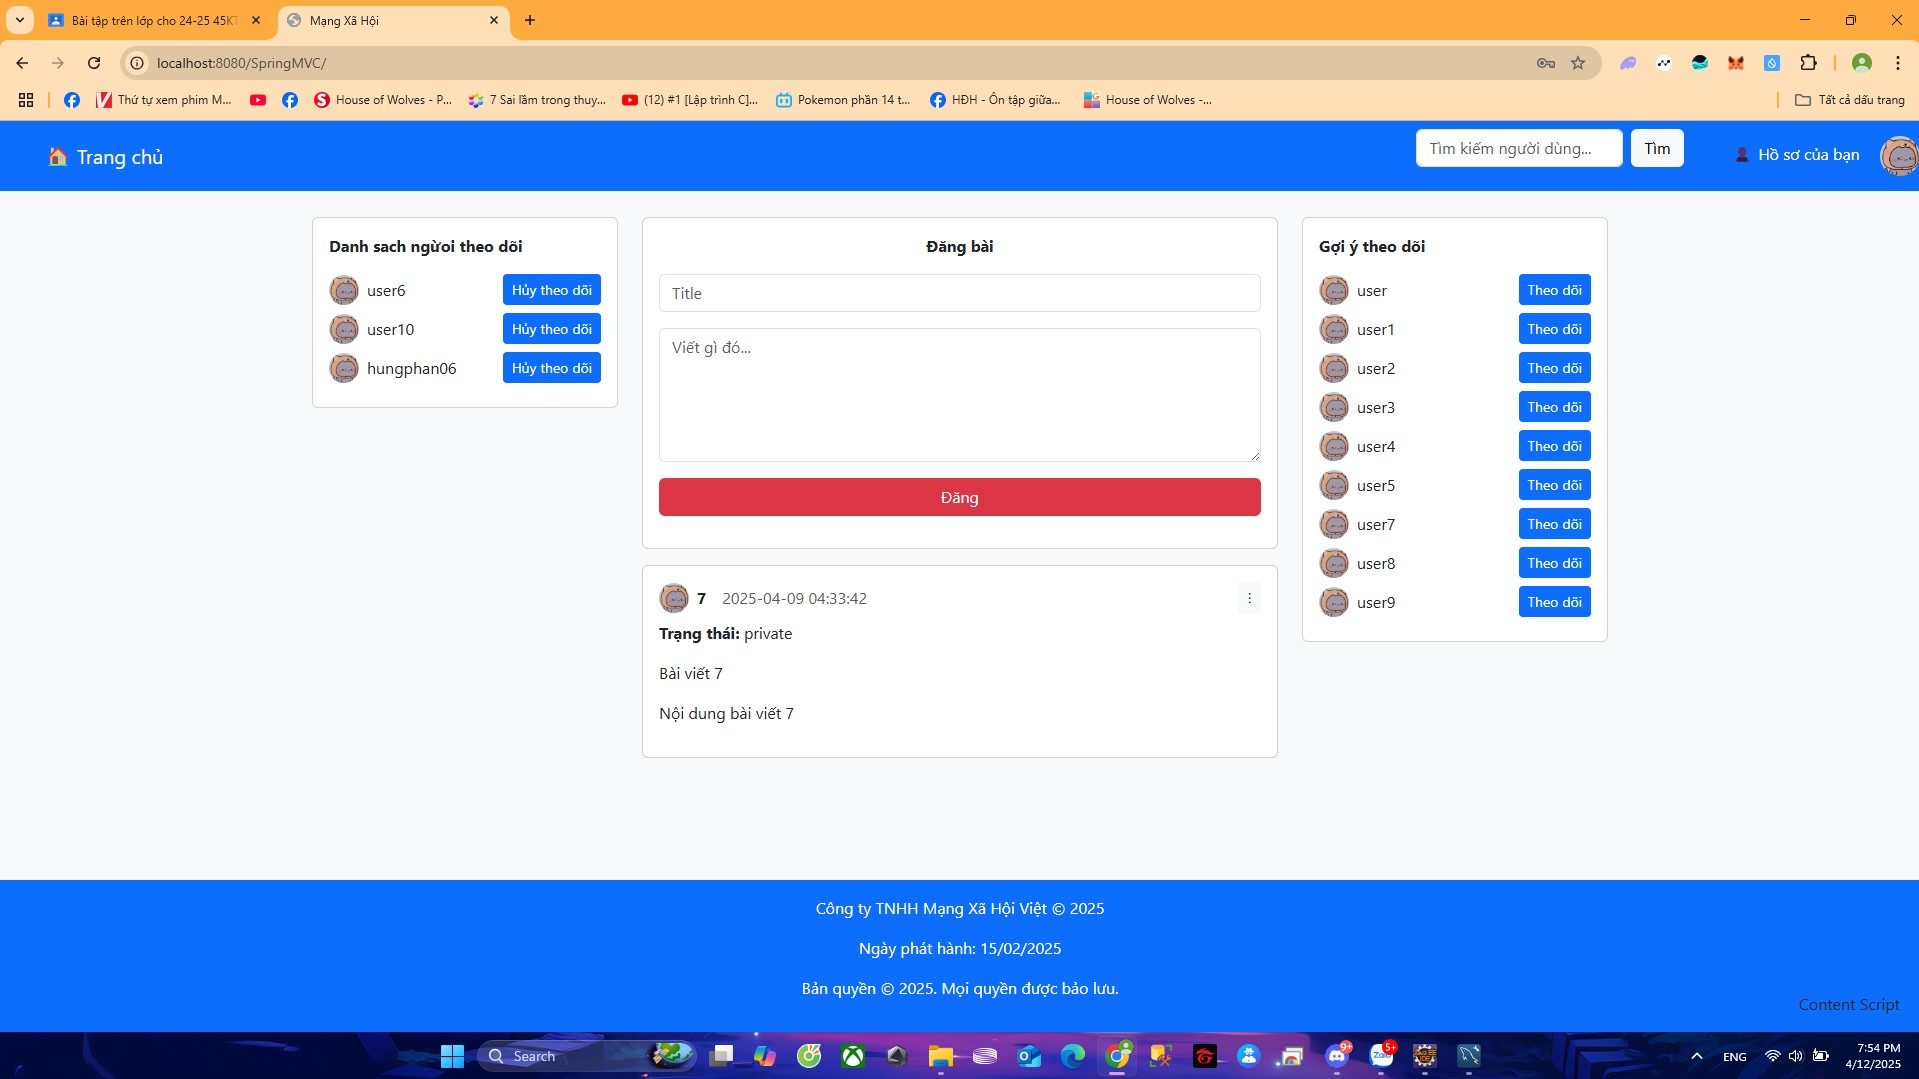 Bài tập trên lớp cho 24-25 45KT
Mạng Xã Hội
localhost:8080/SpringMVC/
Thứ tự xem phim M...
House of Wolves - P...
7 Sai lầm trong thuy...
(12) #1 [Lập trình C]...
Pokemon phần 14 t...
HĐH - Ôn tập giữa...
House of Wolves -...
Tất cả dấu trang
Trang chủ
Tìm kiếm người dùng...
Tìm
Hồ sơ của bạn
Danh sach ngừoi theo dõi
user6
Hủy theo dõi
user10
Hủy theo dõi
hungphan06
Hủy theo dõi
Đăng bài
Title
Viết gì đó...
Đăng
7 2025-04-09 04:33:42
Trạng thái: private
Bài viết 7
Nội dung bài viết 7
Gợi ý theo dõi
user
Theo dõi
user1
Theo dõi
user2
Theo dõi
user3
Theo dõi
user4
Theo dõi
user5
Theo dõi
user7
Theo dõi
user8
Theo dõi
user9
Theo dõi
Công ty TNHH Mạng Xã Hội Việt © 2025
Ngày phát hành: 15/02/2025
Bản quyền © 2025. Mọi quyền được bảo lưu.
Content Script
Search
9+
Zalo
5+
ENG
7:54 PM
4/12/2025